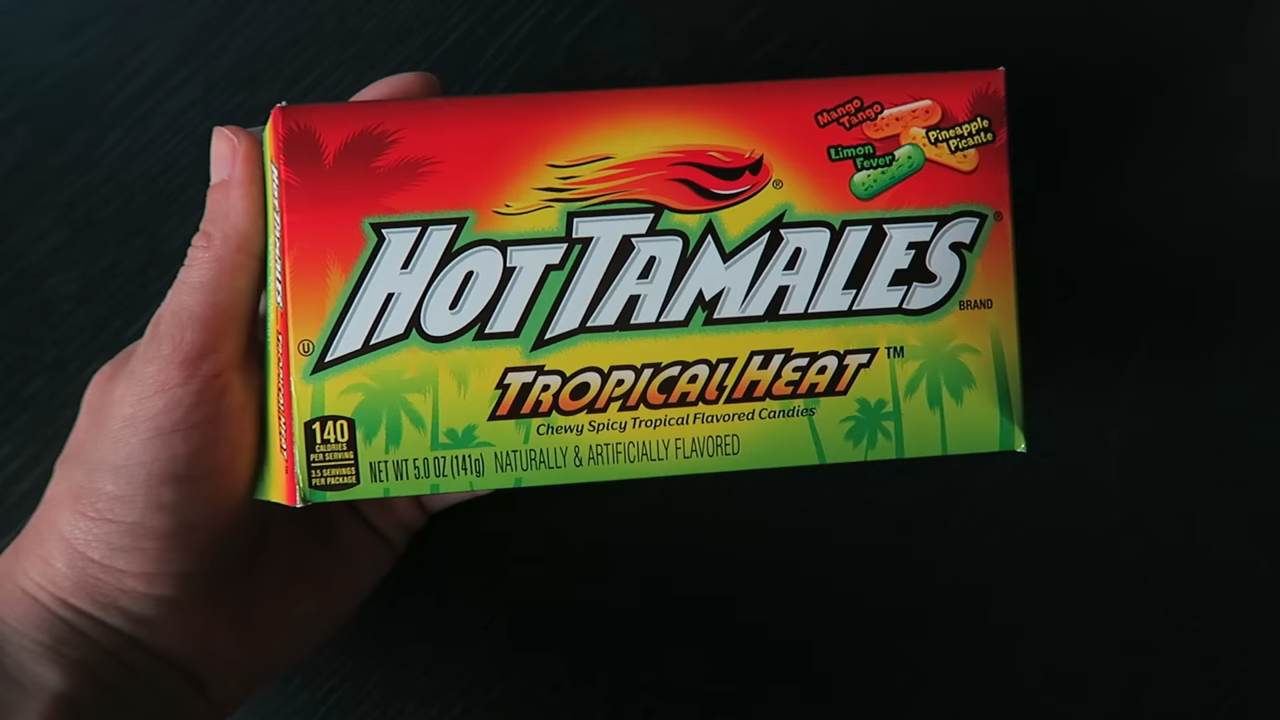 Mango
Tango
Pineapple
Picante
Limon
Fever
®
HOT TAMALES®
BRAND
U
TROPICAL HEAT™
Chewy Spicy Tropical Flavored Candies
140
CALORIES
PER SERVING
3.5 SERVINGS
PER PACKAGE
NET WT 5.0 OZ (141g) NATURALLY & ARTIFICIALLY FLAVORED